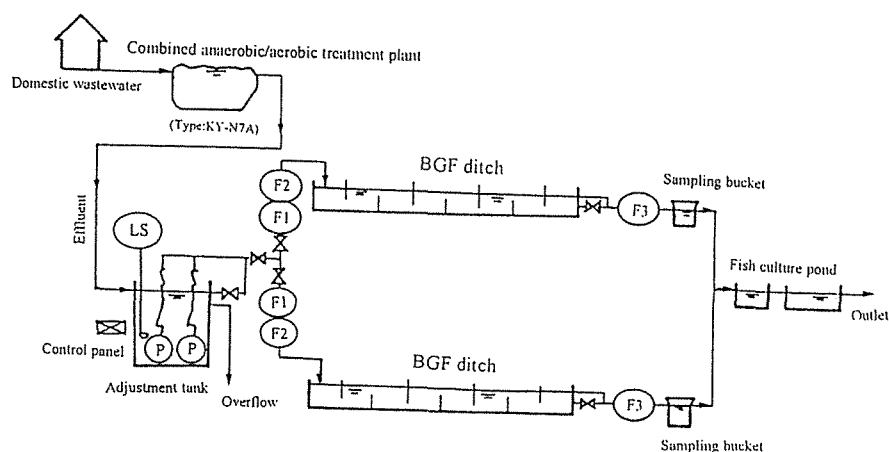 Combined anaerobic/aerobic treatment plant
Domestic wastewater
(Type:KY-N7A)
BGF ditch
Sampling bucket
F2
F1
F3
Effluent
LS
Fish culture pond
Outlet
F1
F2
Control panel
P P
BGF ditch
Adjustment tank
Overflow
F3
Sampling bucket